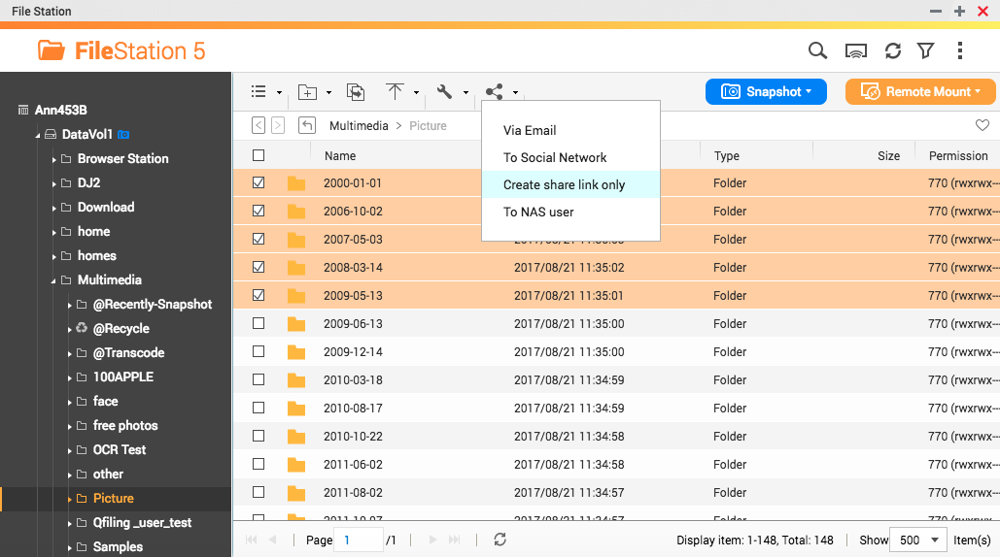 File Station
FileStation 5
Snapshot
Remote Mount
Ann453B
DataVol1
Browser Station
DJ2
Download
home
homes
Multimedia
@Recently-Snapshot
@Recycle
@Transcode
100APPLE
face
free photos
OCR Test
other
Picture
Qfiling _user_test
Samples
Multimedia > Picture
Via Email
To Social Network
Create share link only
To NAS user
Name Type Size Permission
2000-01-01 Folder 770 (rwxrwx--
2006-10-02 Folder 770 (rwxrwx--
2007-05-03 Folder 770 (rwxrwx--
2008-03-14 2017/08/21 11:35:02 Folder 770 (rwxrwx--
2009-05-13 2017/08/21 11:35:01 Folder 770 (rwxrwx--
2009-06-13 2017/08/21 11:35:00 Folder 770 (rwxrwx--
2009-12-14 2017/08/21 11:35:00 Folder 770 (rwxrwx--
2010-03-18 2017/08/21 11:34:59 Folder 770 (rwxrwx--
2010-08-17 2017/08/21 11:34:59 Folder 770 (rwxrwx--
2010-10-22 2017/08/21 11:34:58 Folder 770 (rwxrwx--
2011-06-02 2017/08/21 11:34:58 Folder 770 (rwxrwx--
2011-08-02 2017/08/21 11:34:57 Folder 770 (rwxrwx--
Page 1 /1
Display item: 1-148, Total: 148
Show 500 Item(s)